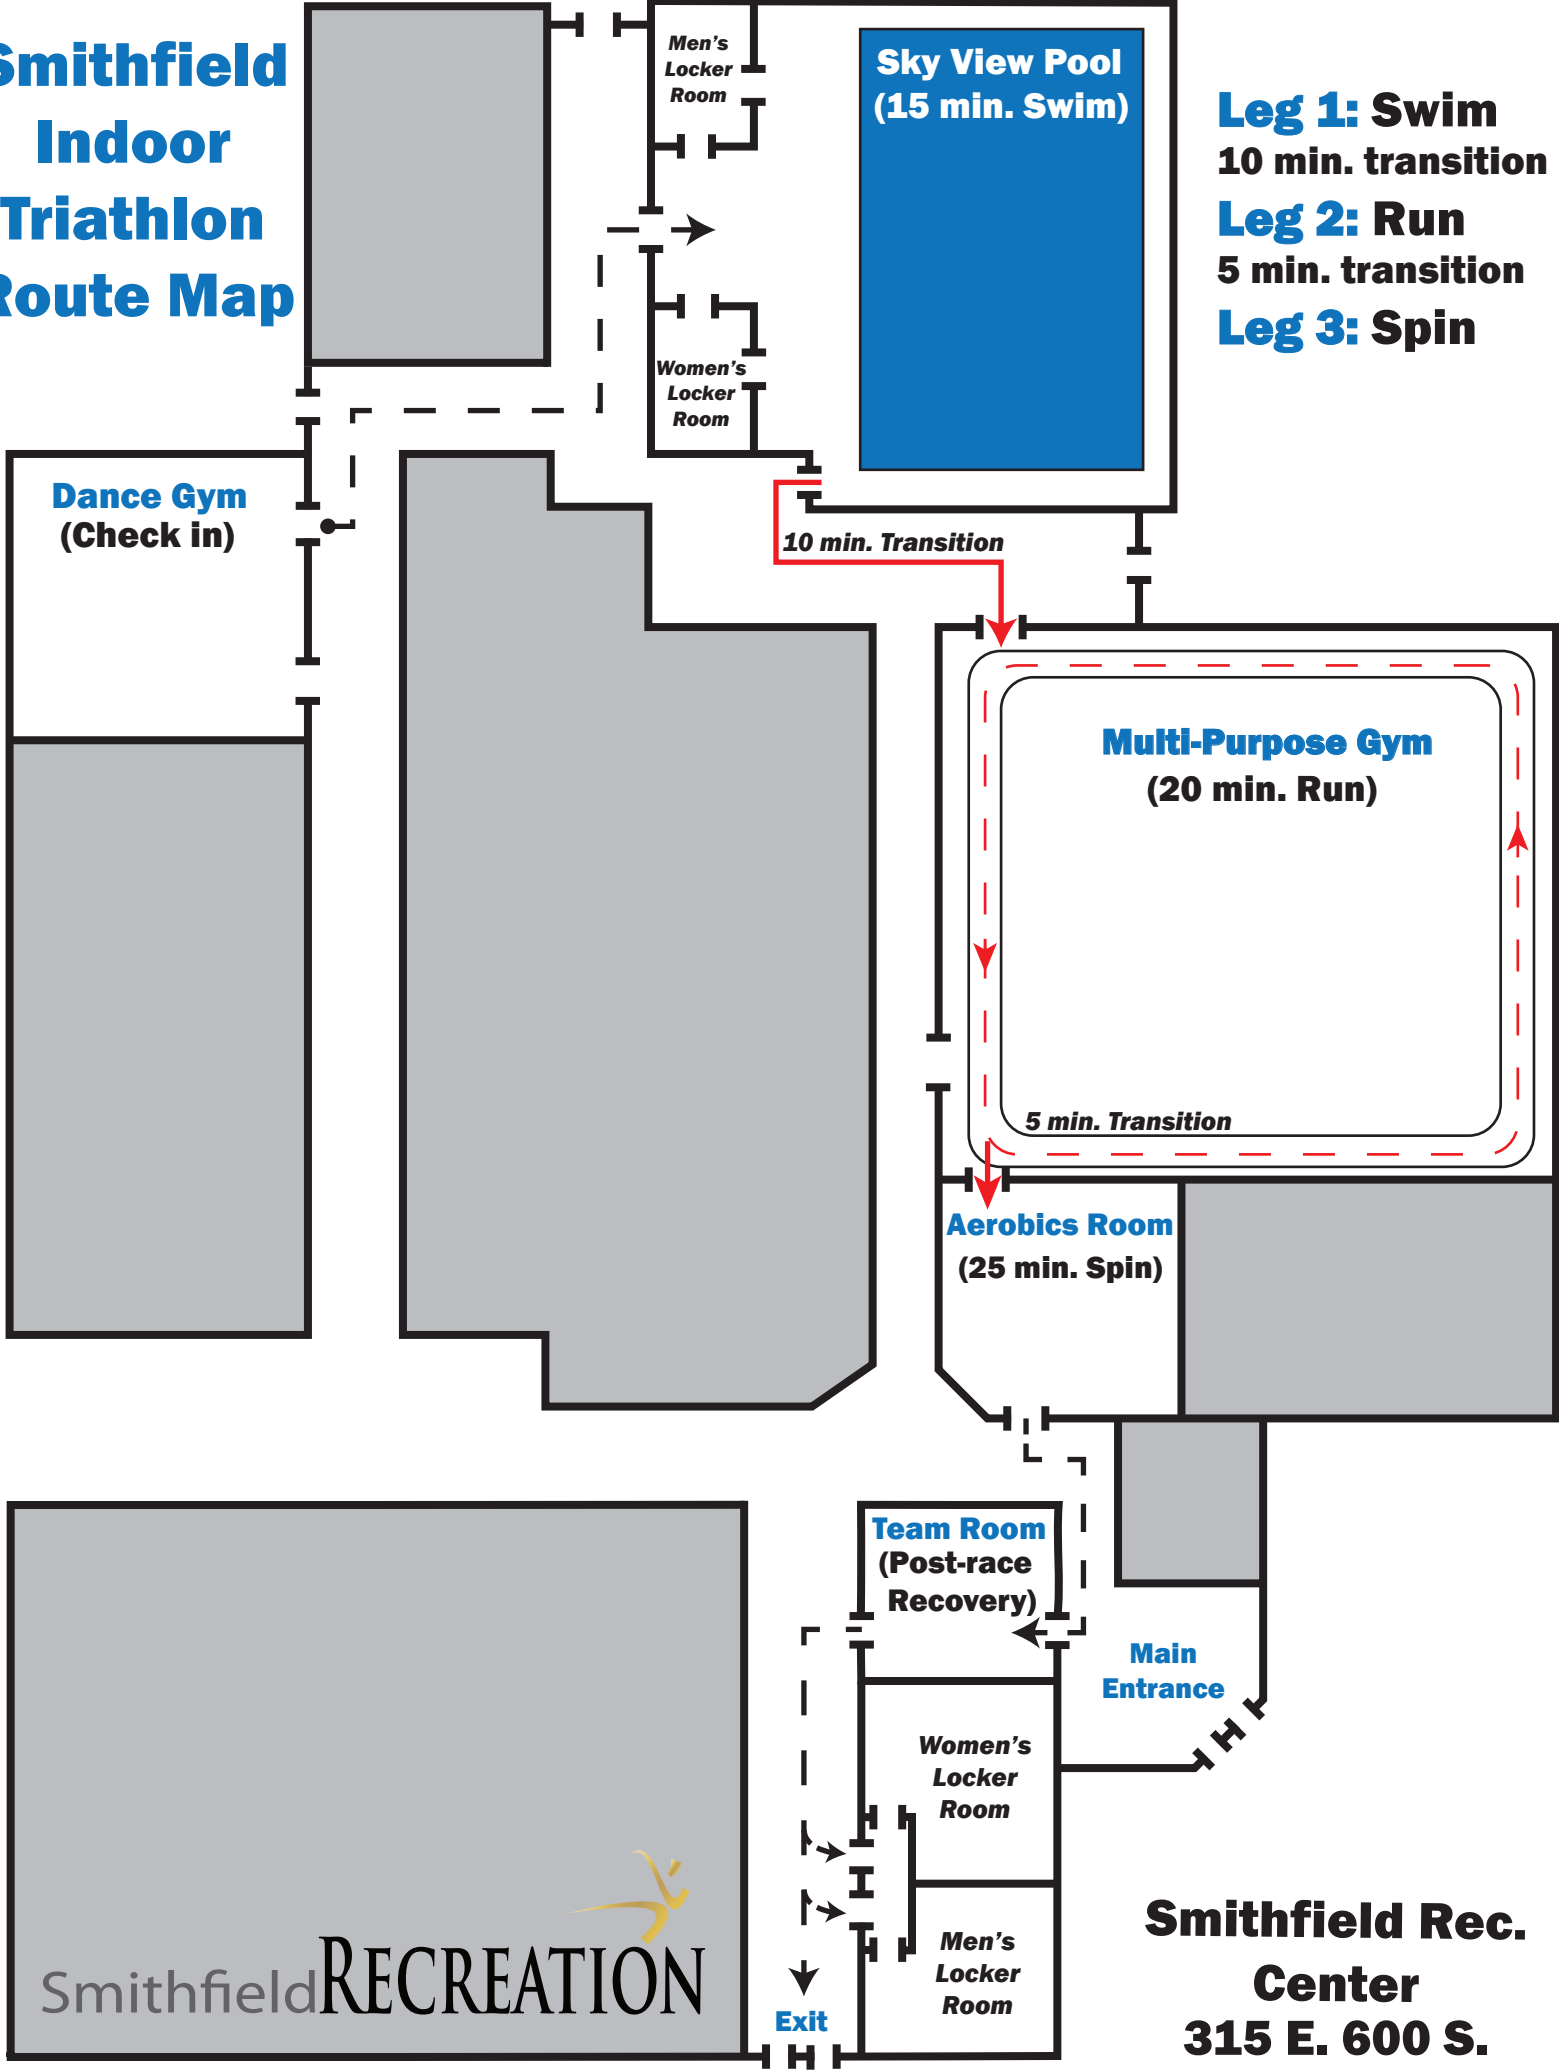 Smithfield
Indoor
Triathlon
Route Map
Men's
Locker
Room
Sky View Pool
(15 min. Swim)
Leg 1: Swim
10 min. transition
Leg 2: Run
5 min. transition
Leg 3: Spin
Women's
Locker
Room
Dance Gym
(Check in)
10 min. Transition
Multi-Purpose Gym
(20 min. Run)
5 min. Transition
Aerobics Room
(25 min. Spin)
Team Room
(Post-race
Recovery)
Main
Entrance
Women's
Locker
Room
Men's
Locker
Room
Exit
Smithfield RECREATION
Smithfield Rec.
Center
315 E. 600 S.